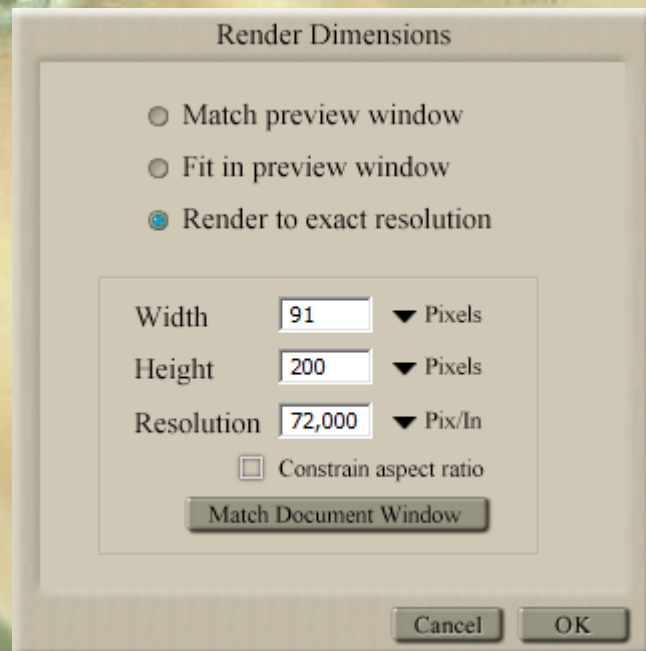 Render Dimensions
Match preview window
Fit in preview window
Render to exact resolution
Width 91 Pixels
Height 200 Pixels
Resolution 72,000 Pix/In
Constrain aspect ratio
Match Document Window
Cancel OK